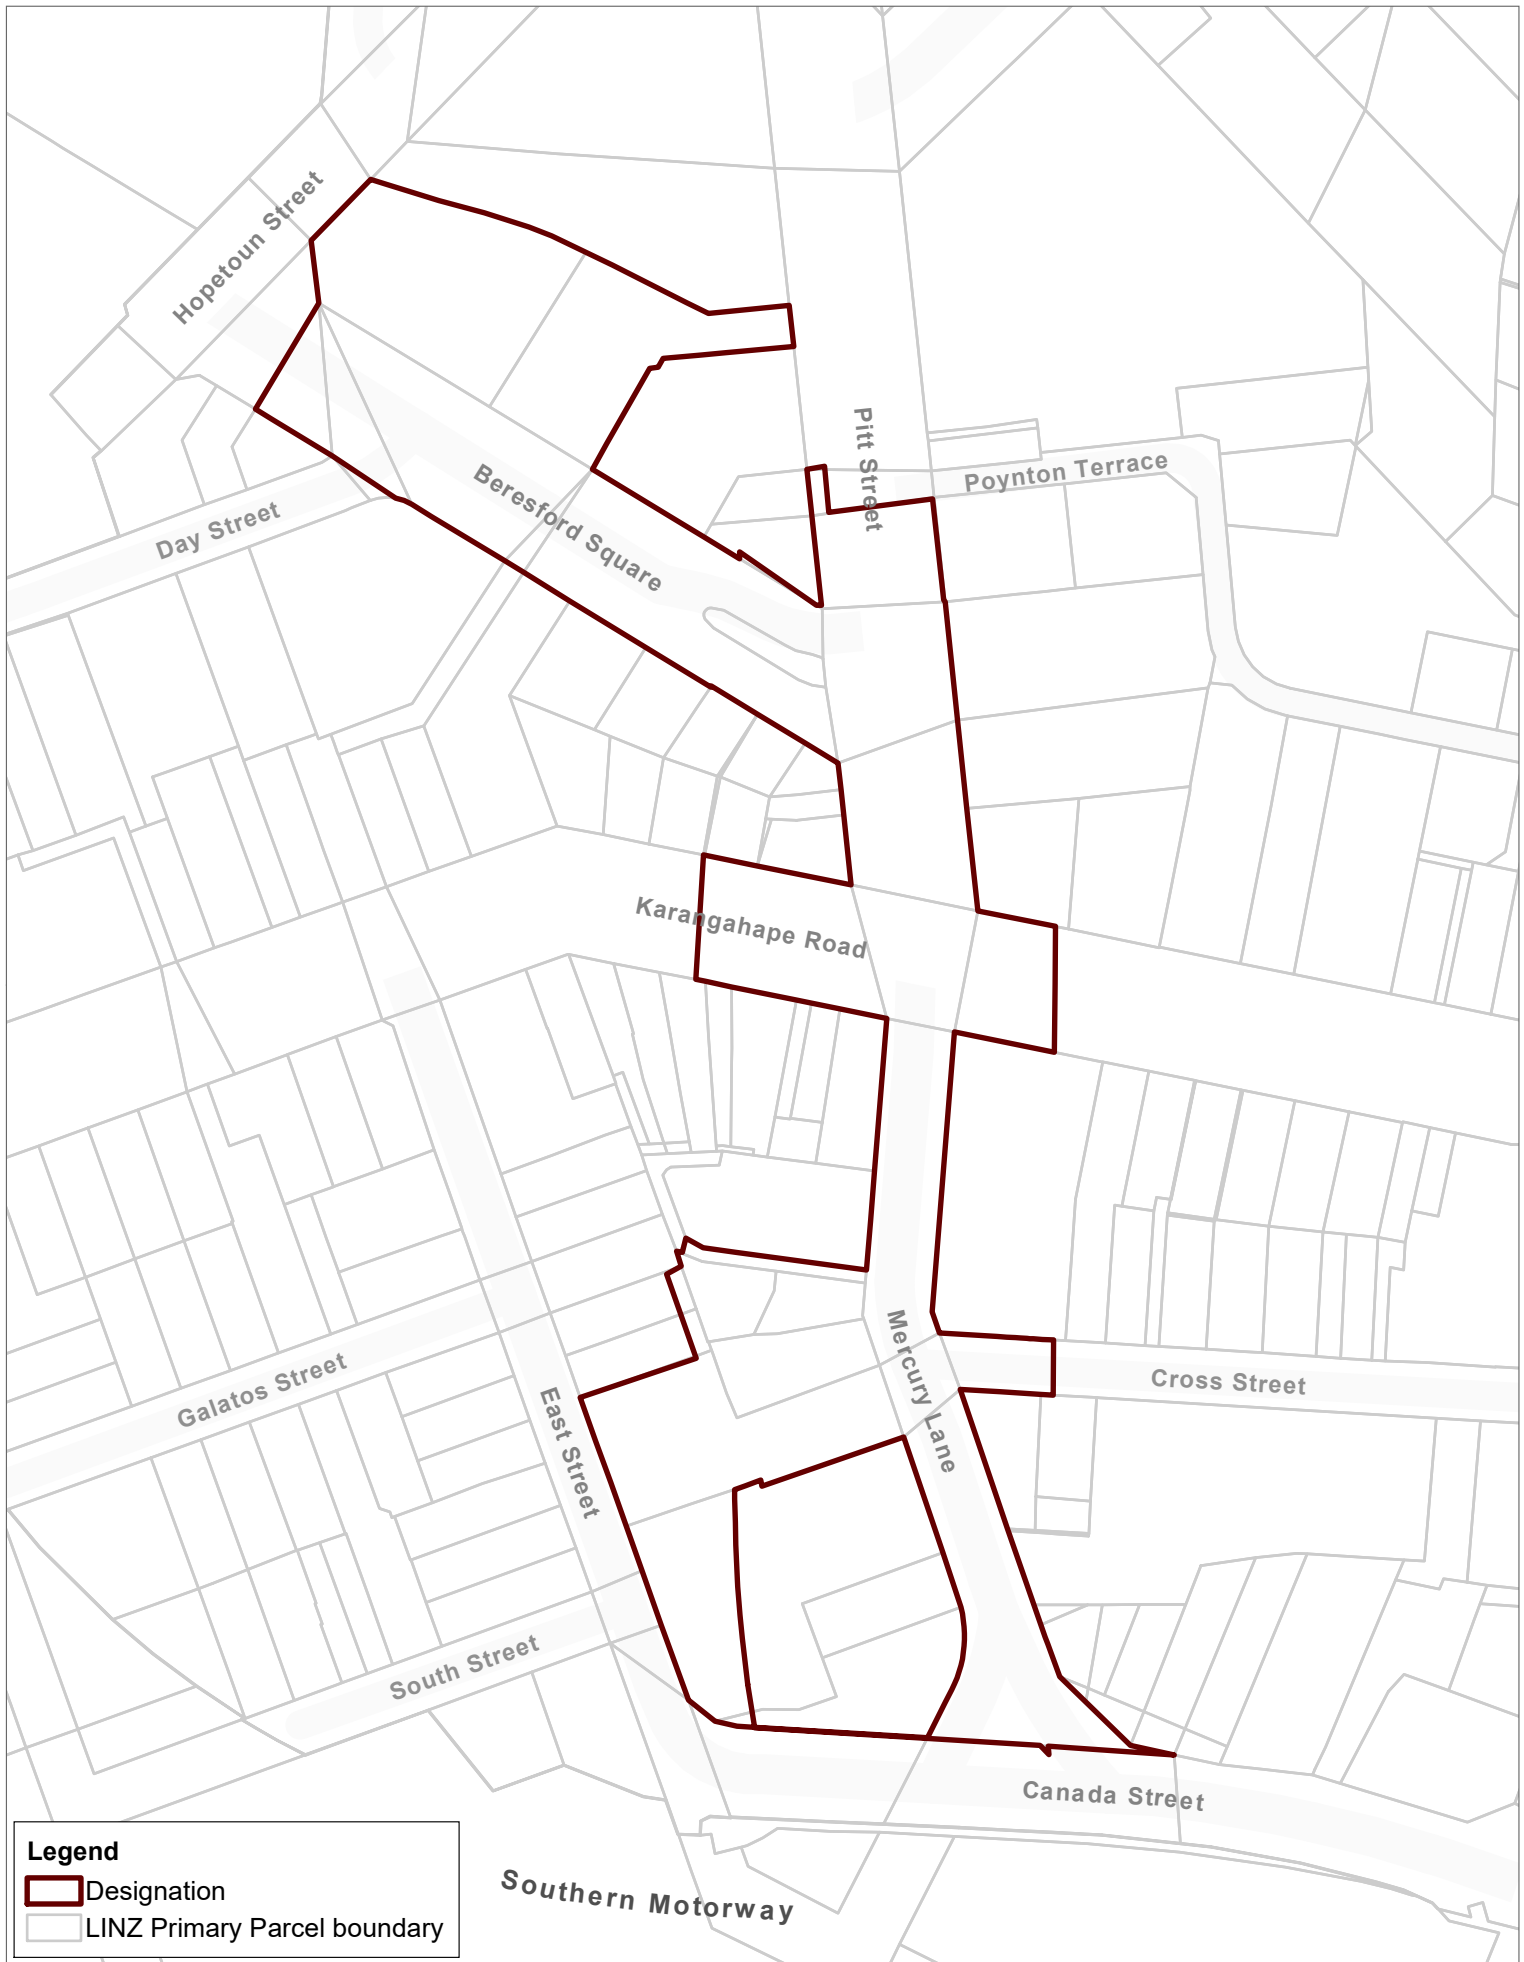 Hopetoun Street
Pitt Street
Poynton Terrace
Beresford Square
Day Street
Karangahape Road
Mercury Lane
Cross Street
Galatos Street
East Street
South Street
Canada Street
Southern Motorway
Legend
Designation
LINZ Primary Parcel boundary